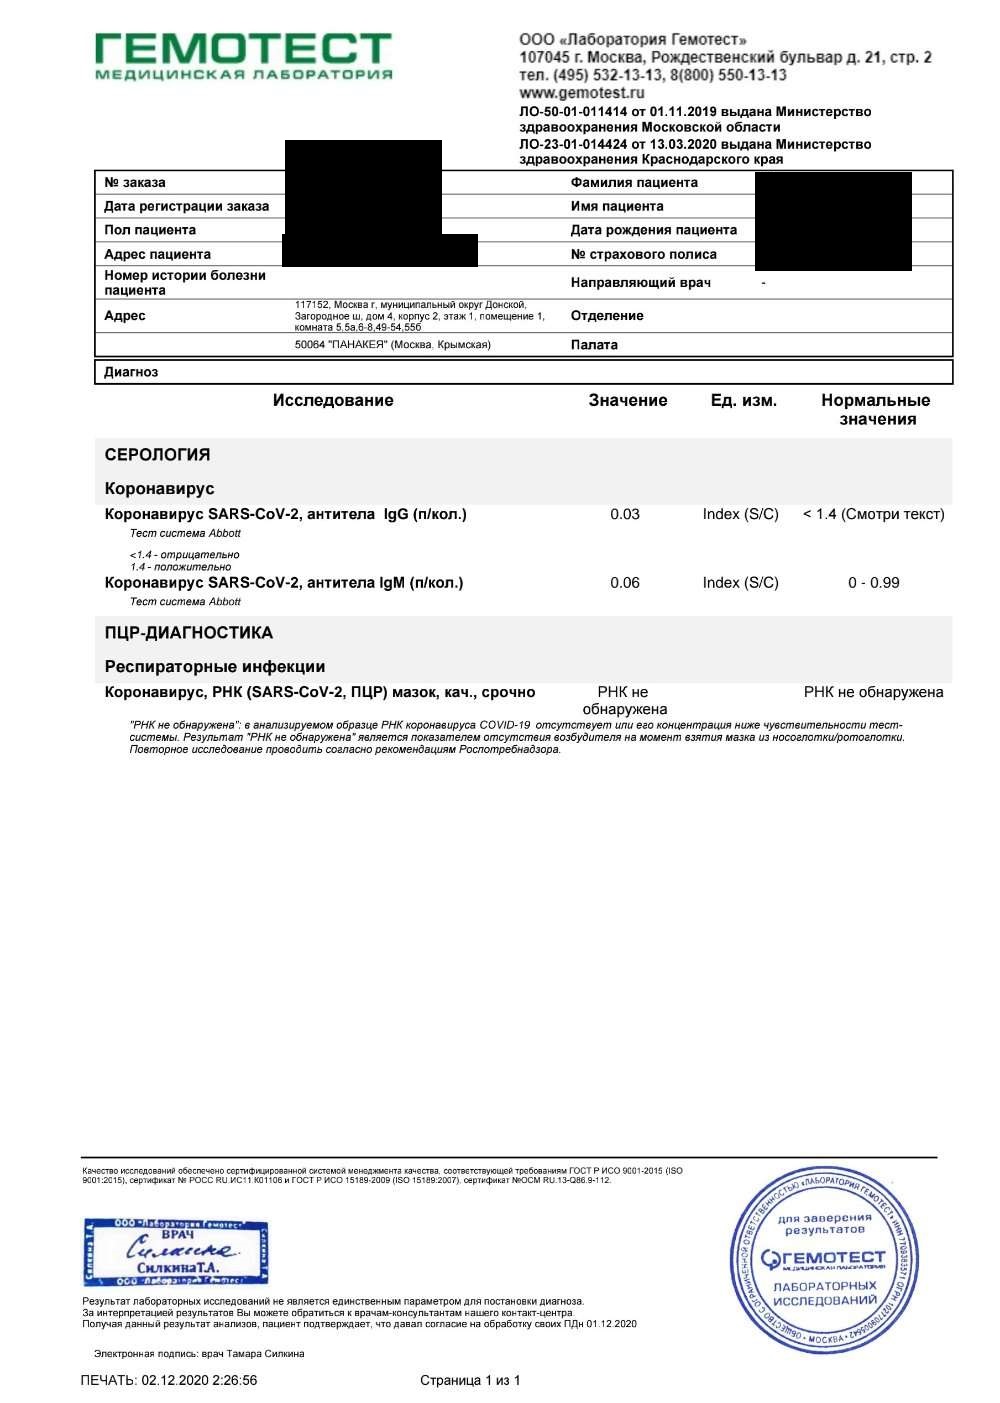 ГЕМОТЕСТ
МЕДИЦИНСКАЯ ЛАБОРАТОРИЯ
ООО «Лаборатория Гемотест»
107045 г. Москва, Рождественский бульвар д. 21, стр. 2
тел. (495) 532-13-13, 8(800) 550-13-13
www.gemotest.ru
ЛО-50-01-011414 от 01.11.2019 выдана Министерство
здравоохранения Московской области
ЛО-23-01-014424 от 13.03.2020 выдана Министерство
здравоохранения Краснодарского края
№ заказа Фамилия пациента
Дата регистрации заказа Имя пациента
Пол пациента Дата рождения пациента
Адрес пациента № страхового полиса
Номер истории болезни
пациента Направляющий врач -
117152, Москва г, муниципальный округ Донской,
Адрес Загородное ш, дом 4, корпус 2, этаж 1, помещение 1, Отделение
комната 5,5а,6-8,49-54,55б
50064 "ПАНАКЕЯ" (Москва, Крымская) Палата
Диагноз
Исследование Значение Ед. изм. Нормальные
значения
СЕРОЛОГИЯ
Коронавирус
Коронавирус SARS-CoV-2, антитела IgG (п/кол.) 0.03 Index (S/C) < 1.4 (Смотри текст)
Тест система Abbott
<1.4 - отрицательно
1.4 - положительно
Коронавирус SARS-CoV-2, антитела IgM (п/кол.) 0.06 Index (S/C) 0 - 0.99
Тест система Abbott
ПЦР-ДИАГНОСТИКА
Респираторные инфекции
Коронавирус, РНК (SARS-CoV-2, ПЦР) мазок, кач., срочно РНК не РНК не обнаружена
обнаружена
"РНК не обнаружена": в анализируемом образце РНК коронавируса COVID-19 отсутствует или его концентрация ниже чувствительности тест-
системы. Результат "РНК не обнаружена" является показателем отсутствия возбудителя на момент взятия мазка из носоглотки/ротоглотки.
Повторное исследование проводить согласно рекомендациям Роспотребнадзора.
Качество исследований обеспечено сертифицированной системой менеджмента качества, соответствующей требованиям ГОСТ Р ИСО 9001-2015 (ISO
9001:2015), сертификат № РОСС RU.ИС11.К01106 и ГОСТ Р ИСО 15189-2009 (ISO 15189:2007), сертификат №ОСМ RU.13-Q86.9-112.
ООО "Лаборатория Гемотест"
ВРАЧ
Силкина
Силкина Т.А.
ООО "Лаборатория Гемотест"
Силкина Т.А.
Силкина Т.А.
ОБЩЕСТВО С ОГРАНИЧЕННОЙ ОТВЕТСТВЕННОСТЬЮ «ЛАБОРАТОРИЯ ГЕМОТЕСТ»
МОСКВА
для заверения
результатов
ГЕМОТЕСТ
МЕДИЦИНСКАЯ ЛАБОРАТОРИЯ
ЛАБОРАТОРНЫХ
ИССЛЕДОВАНИЙ
Результат лабораторных исследований не является единственным параметром для постановки диагноза.
За интерпретацией результатов Вы можете обратиться к врачам-консультантам нашего контакт-центра.
Получая данный результат анализов, пациент подтверждает, что давал согласие на обработку своих ПДн 01.12.2020
Электронная подпись: врач Тамара Силкина
ПЕЧАТЬ: 02.12.2020 2:26:56 Страница 1 из 1